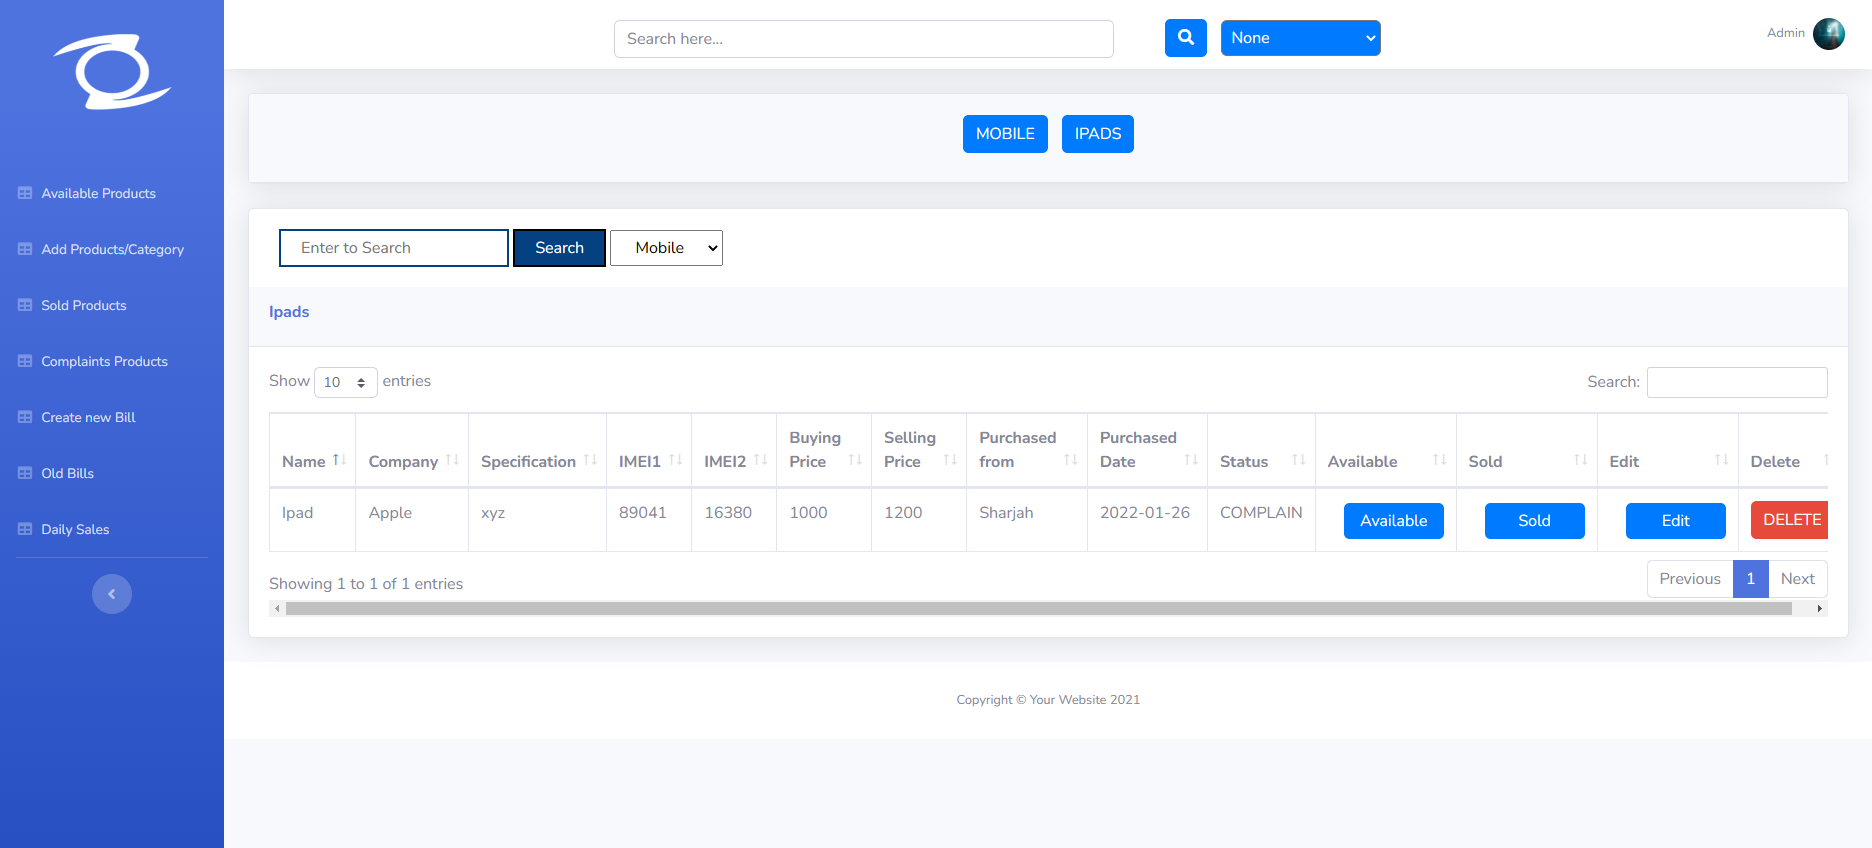 Search here...
None
Admin
Available Products
Add Products/Category
Sold Products
Complaints Products
Create new Bill
Old Bills
Daily Sales
MOBILE IPADS
Enter to Search Search Mobile
Ipads
Show 10 entries Search:
Name Company Specification IMEI1 IMEI2 Buying Price Selling Price Purchased from Purchased Date Status Available Sold Edit Delete
Ipad Apple xyz 89041 16380 1000 1200 Sharjah 2022-01-26 COMPLAIN Available Sold Edit DELETE
Showing 1 to 1 of 1 entries Previous 1 Next
Copyright © Your Website 2021